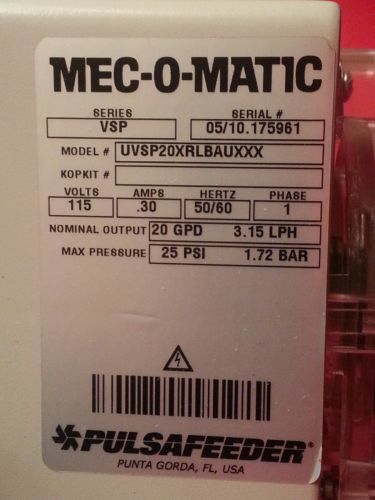 MEC-O-MATIC
SERIES SERIAL #
VSP 05/10.175961
MODEL # UVSP20XRLBAUXXX
KOPKIT #
VOLTS AMPS HERTZ PHASE
115 .30 50/60 1
NOMINAL OUTPUT 20 GPD 3.15 LPH
MAX PRESSURE 25 PSI 1.72 BAR
PULSAFEEDER®
PUNTA GORDA, FL, USA